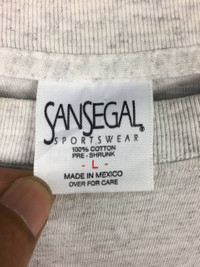 SANSEGAL®
SPORTSWEAR
100% COTTON
PRE-SHRUNK
- L -
MADE IN MEXICO
OVER FOR CARE